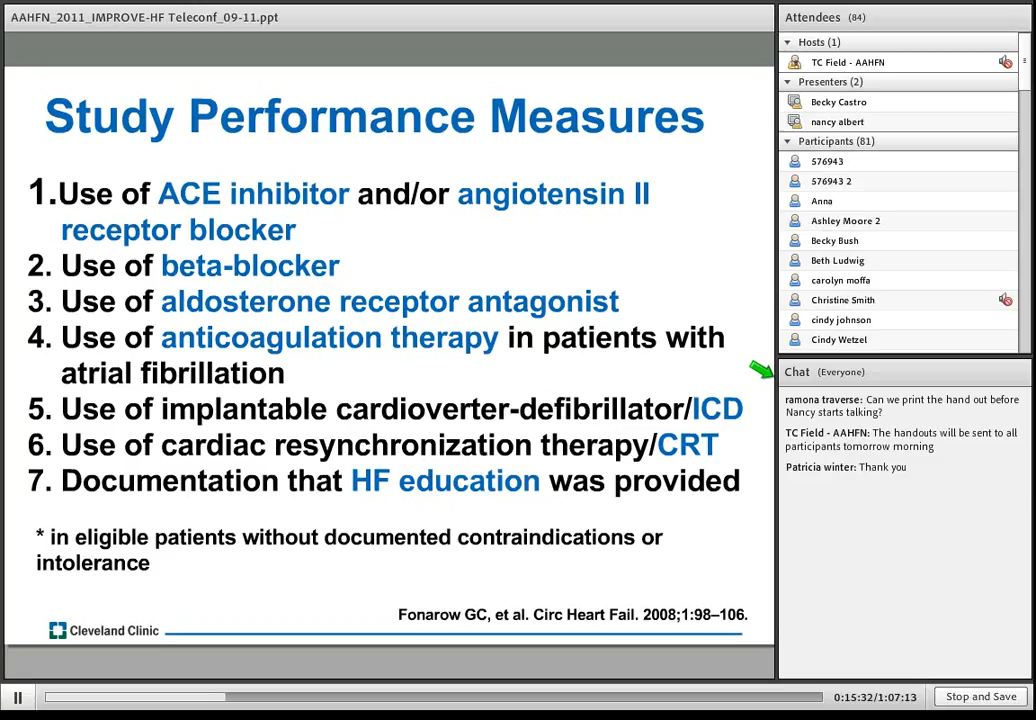 AAHFN_2011_IMPROVE-HF Teleconf_09-11.ppt
Study Performance Measures
1.Use of ACE inhibitor and/or angiotensin II
receptor blocker
2. Use of beta-blocker
3. Use of aldosterone receptor antagonist
4. Use of anticoagulation therapy in patients with
atrial fibrillation
5. Use of implantable cardioverter-defibrillator/ICD
6. Use of cardiac resynchronization therapy/CRT
7. Documentation that HF education was provided
* in eligible patients without documented contraindications or
intolerance
Fonarow GC, et al. Circ Heart Fail. 2008;1:98–106.
Cleveland Clinic
Attendees (84)
Hosts (1)
TC Field - AAHFN
Presenters (2)
Becky Castro
nancy albert
Participants (81)
576943
576943 2
Anna
Ashley Moore 2
Becky Bush
Beth Ludwig
carolyn moffa
Christine Smith
cindy johnson
Cindy Wetzel
Chat (Everyone)
ramona traverse: Can we print the hand out before
Nancy starts talking?
TC Field - AAHFN: The handouts will be sent to all
participants tomorrow morning
Patricia winter: Thank you
0:15:32/1:07:13
Stop and Save